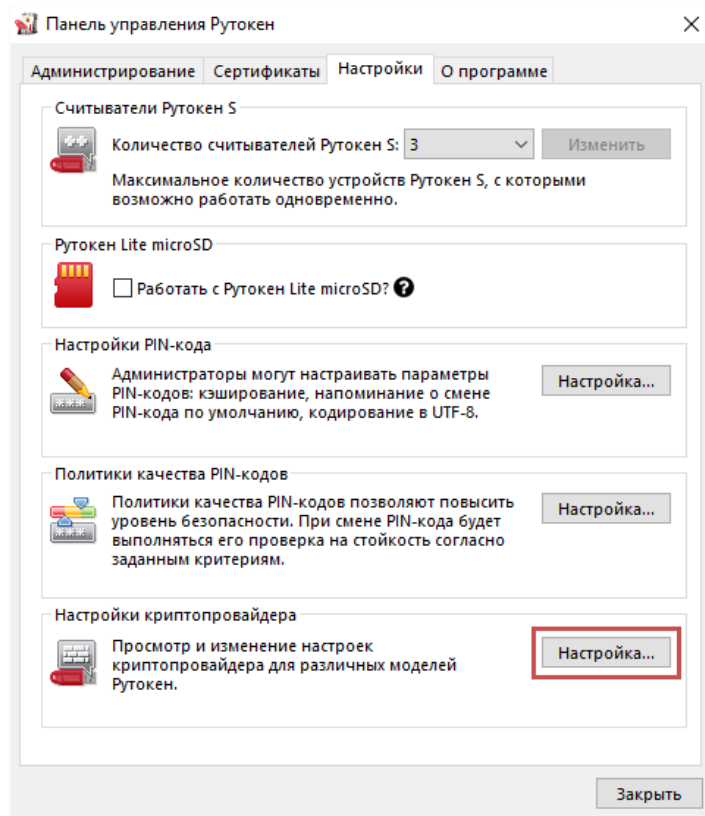 Панель управления Рутокен
Администрирование Сертификаты Настройки О программе
Считыватели Рутокен S
Количество считывателей Рутокен S: 3 Изменить
Максимальное количество устройств Рутокен S, с которыми
возможно работать одновременно.
Рутокен Lite microSD
Работать с Рутокен Lite microSD? ?
Настройки PIN-кода
Администраторы могут настраивать параметры
PIN-кодов: кэширование, напоминание о смене
PIN-кода по умолчанию, кодирование в UTF-8.
Настройка...
Политики качества PIN-кодов
Политики качества PIN-кодов позволяют повысить
уровень безопасности. При смене PIN-кода будет
выполняться его проверка на стойкость согласно
заданным критериям.
Настройка...
Настройки криптопровайдера
Просмотр и изменение настроек
криптопровайдера для различных моделей
Рутокен.
Настройка...
Закрыть